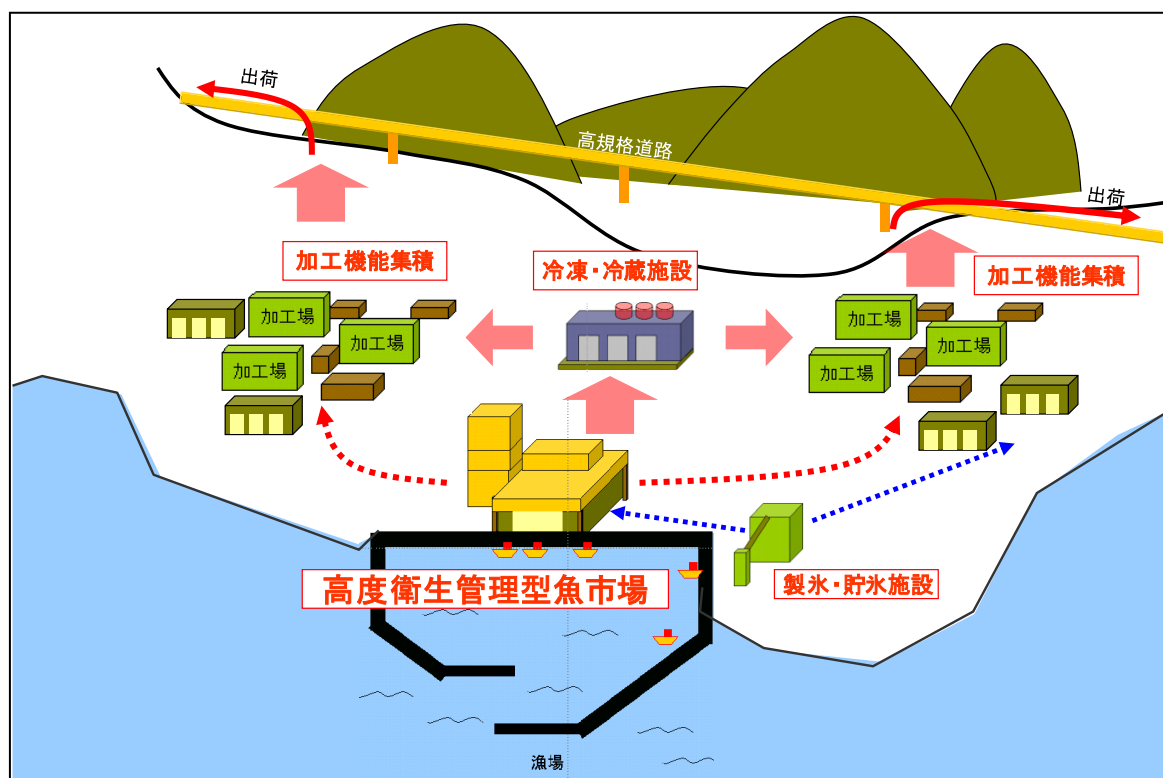 出荷
高規格道路
出荷
加工機能集積
冷凍・冷蔵施設
加工機能集積
加工場
加工場
加工場
加工場
加工場
加工場
高度衛生管理型魚市場
製氷・貯氷施設
漁場